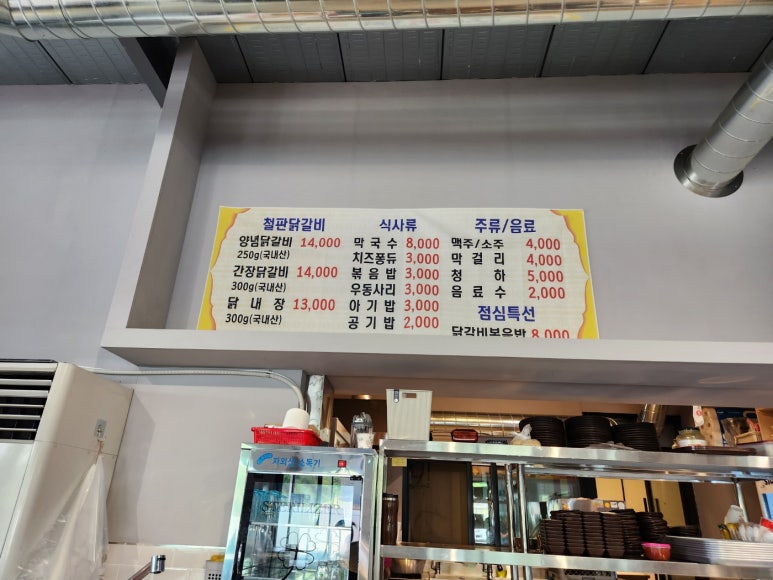 철판닭갈비
양념닭갈비 14,000
250g(국내산)
간장닭갈비 14,000
300g(국내산)
닭내장 13,000
300g(국내산)
식사류
막국수 8,000
치즈퐁듀 3,000
볶음밥 3,000
우동사리 3,000
아기밥 3,000
공기밥 2,000
주류/음료
맥주/소주 4,000
막걸리 4,000
청하 5,000
음료수 2,000
점심특선
닭갈비볶음밥 8,000